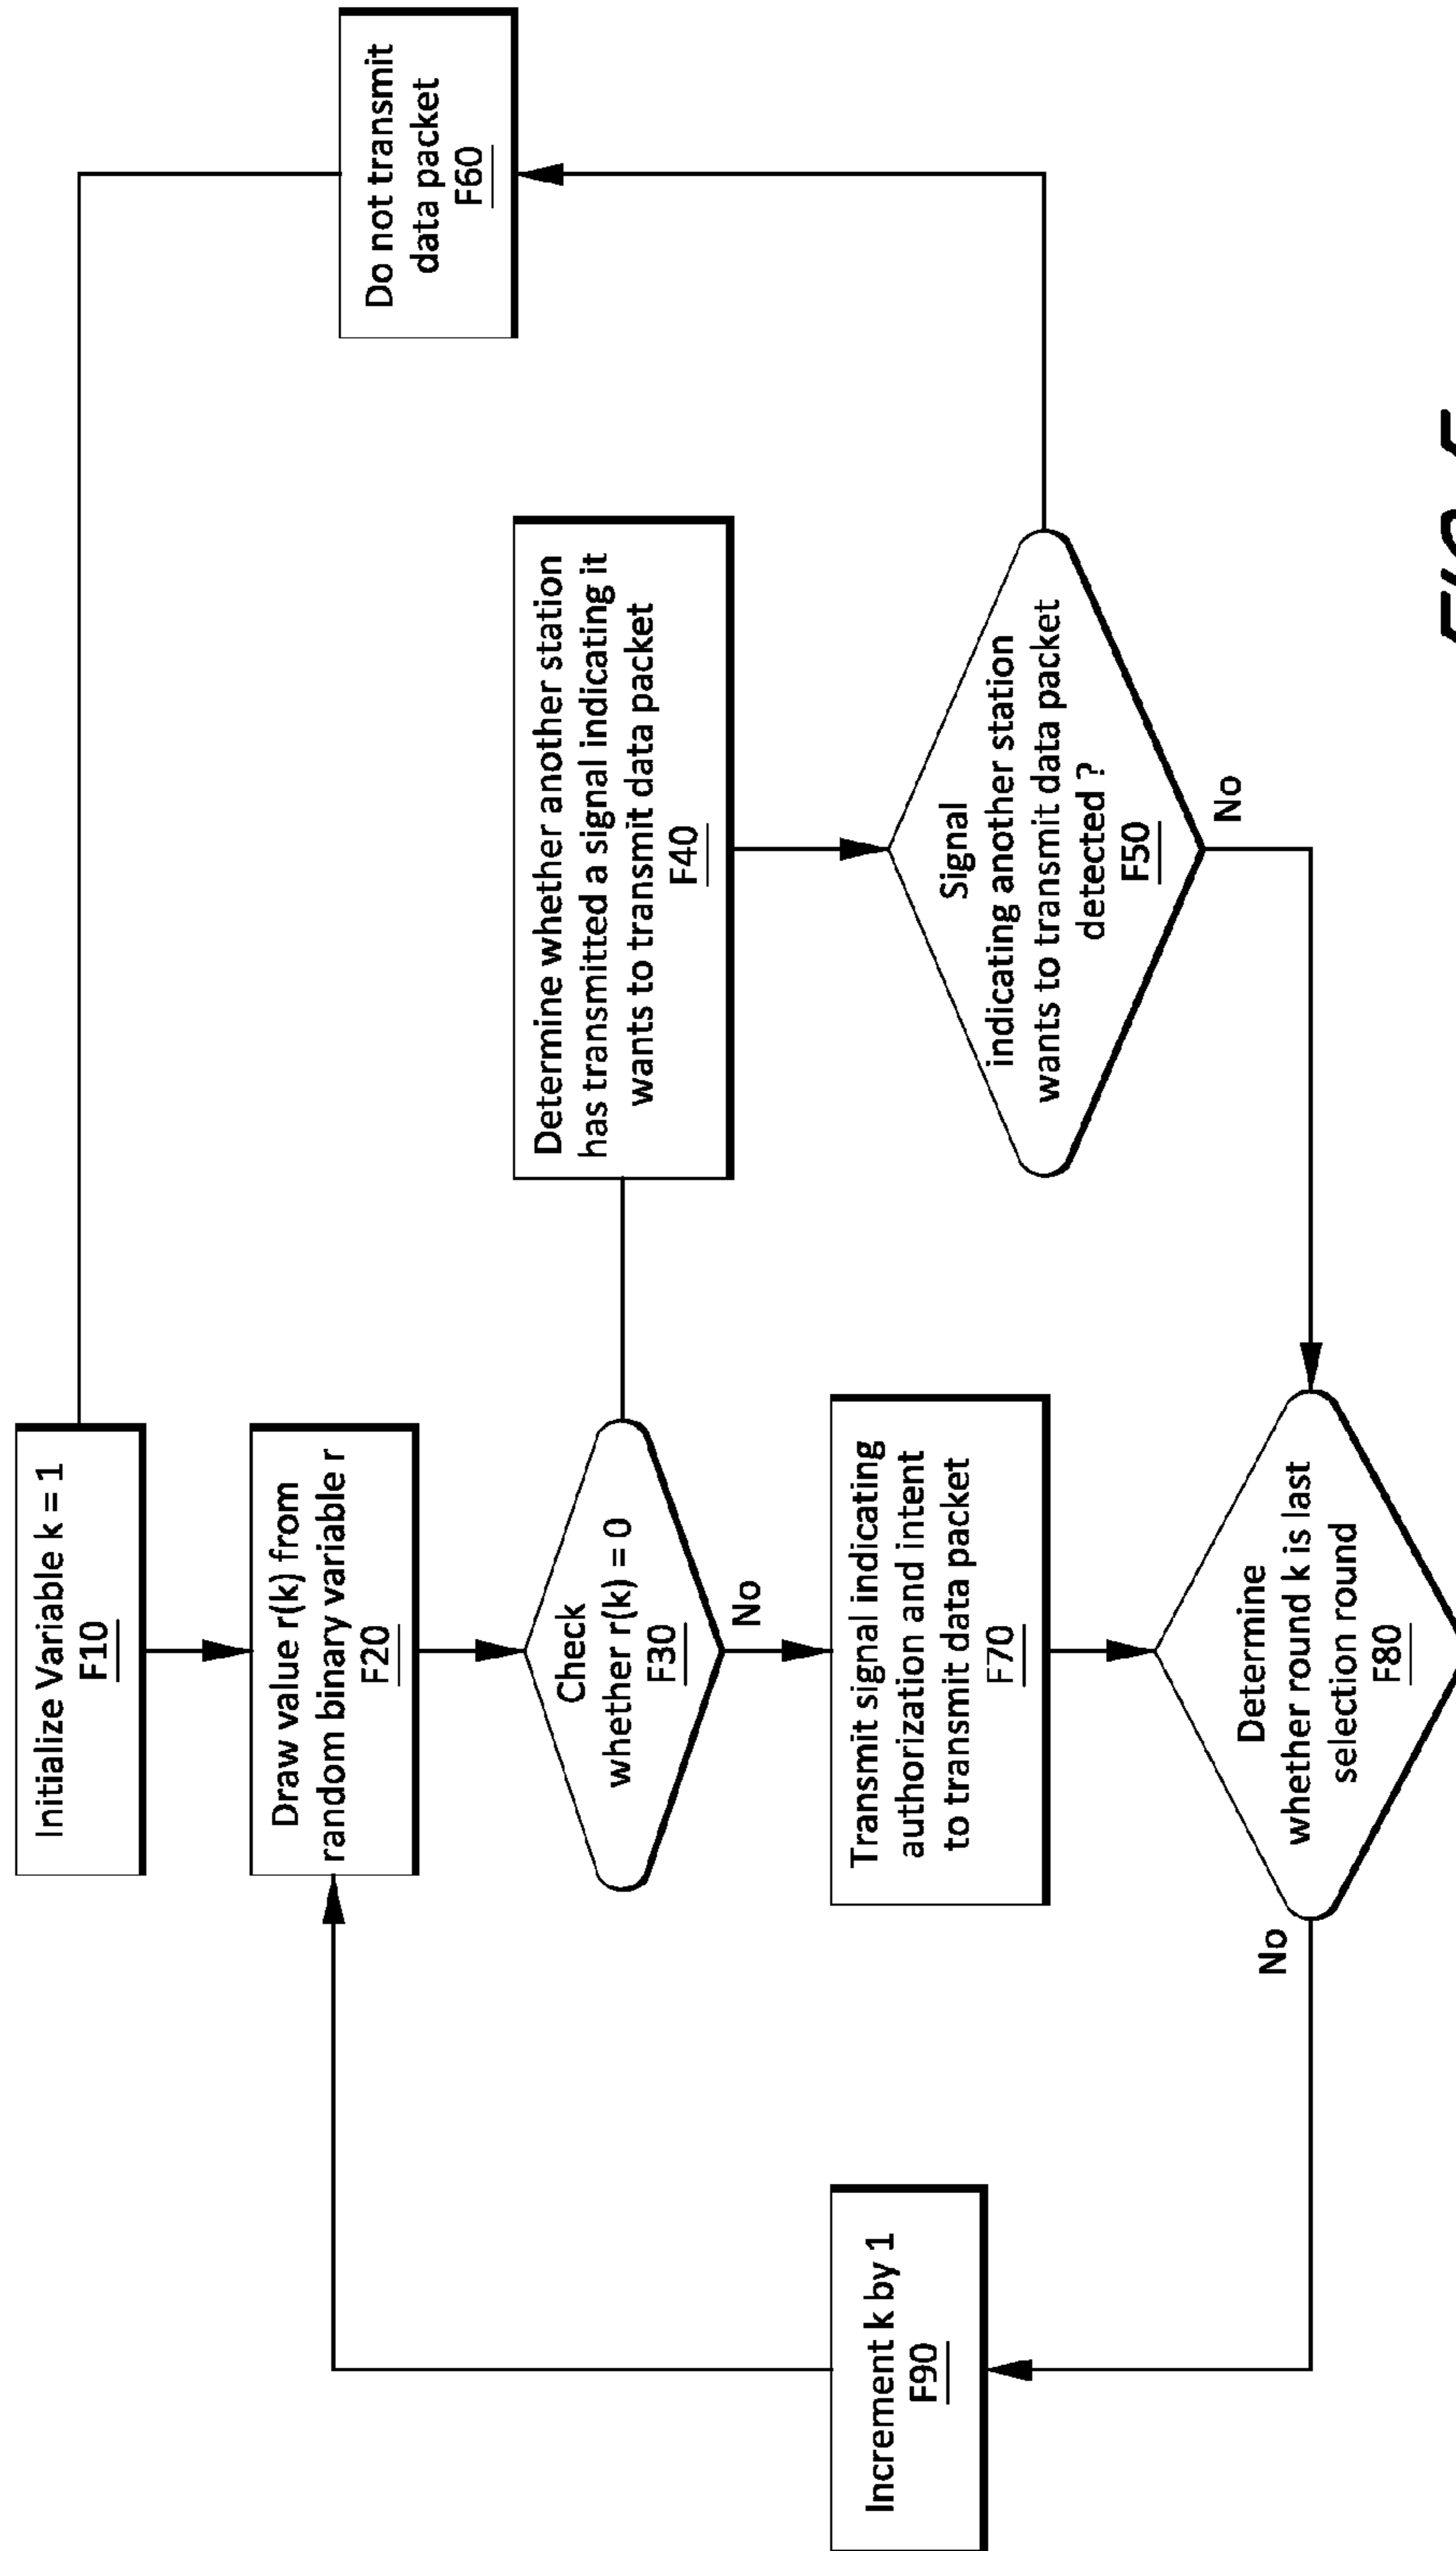 Initialize Variable k = 1
F10
Draw value r(k) from
random binary variable r
F20
Check
whether r(k) = 0
F30
No
Determine whether another station
has transmitted a signal indicating it
wants to transmit data packet
F40
Signal
indicating another station
wants to transmit data packet
detected ?
F50
No
Do not transmit
data packet
F60
Transmit signal indicating
authorization and intent
to transmit data packet
F70
Determine
whether round k is last
selection round
F80
No
Increment k by 1
F90